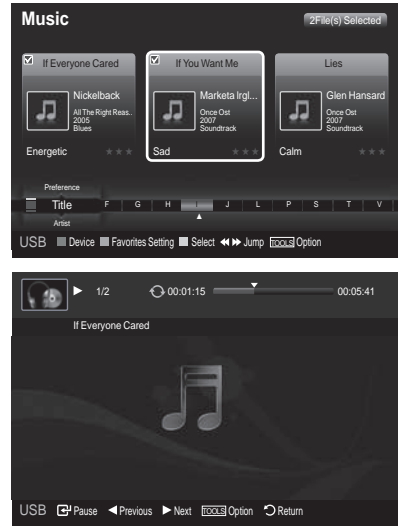 Music
2File(s) Selected
If Everyone Cared
If You Want Me
Lies
Nickelback
All The Right Reas..
2005
Blues
Marketa Irgl...
Once Ost
2007
Soundtrack
Glen Hansard
Once Ost
2007
Soundtrack
Energetic
Sad
Calm
Preference
Title F G H I J L P S T V
Artist
USB Device Favorites Setting Select Jump TOOLS Option
1/2 00:01:15 00:05:41
If Everyone Cared
USB Pause Previous Next TOOLS Option Return